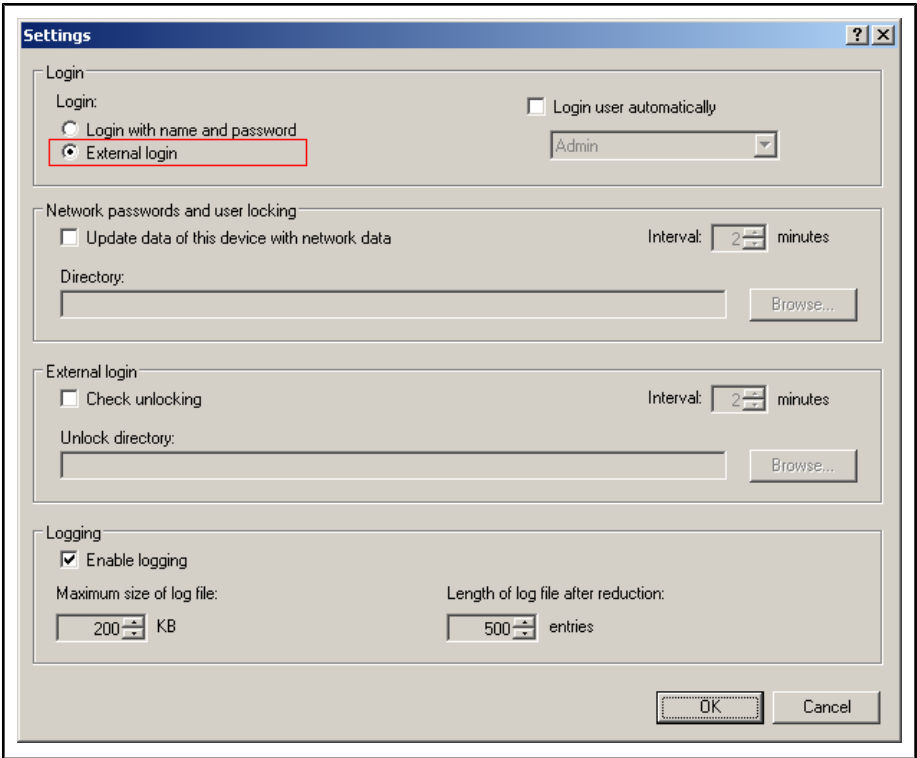 Settings
Login
Login:
Login with name and password
External login
Login user automatically
Admin
Network passwords and user locking
Update data of this device with network data
Interval: 2 minutes
Directory:
Browse...
External login
Check unlocking
Interval: 2 minutes
Unlock directory:
Browse...
Logging
Enable logging
Maximum size of log file:
200 KB
Length of log file after reduction:
500 entries
OK
Cancel